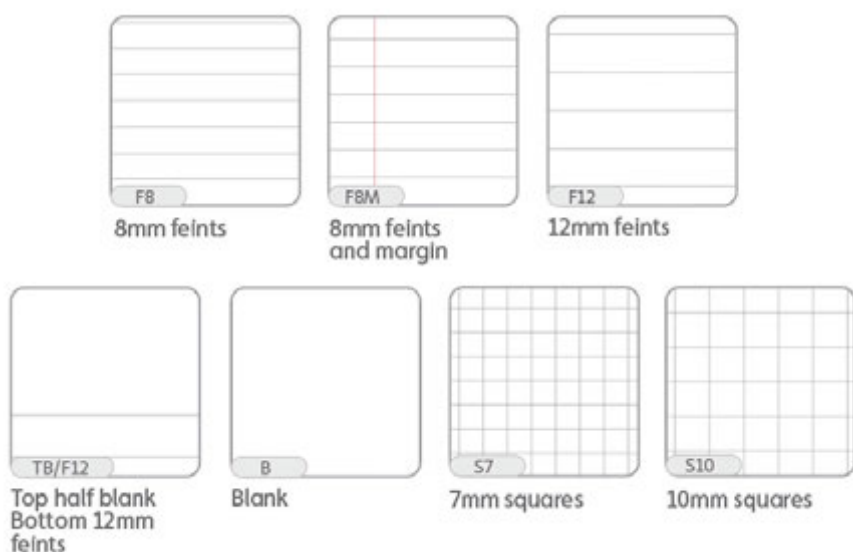 F8
8mm feints
F8M
8mm feints
and margin
F12
12mm feints
TB/F12
Top half blank
Bottom 12mm
feints
B
Blank
S7
7mm squares
S10
10mm squares